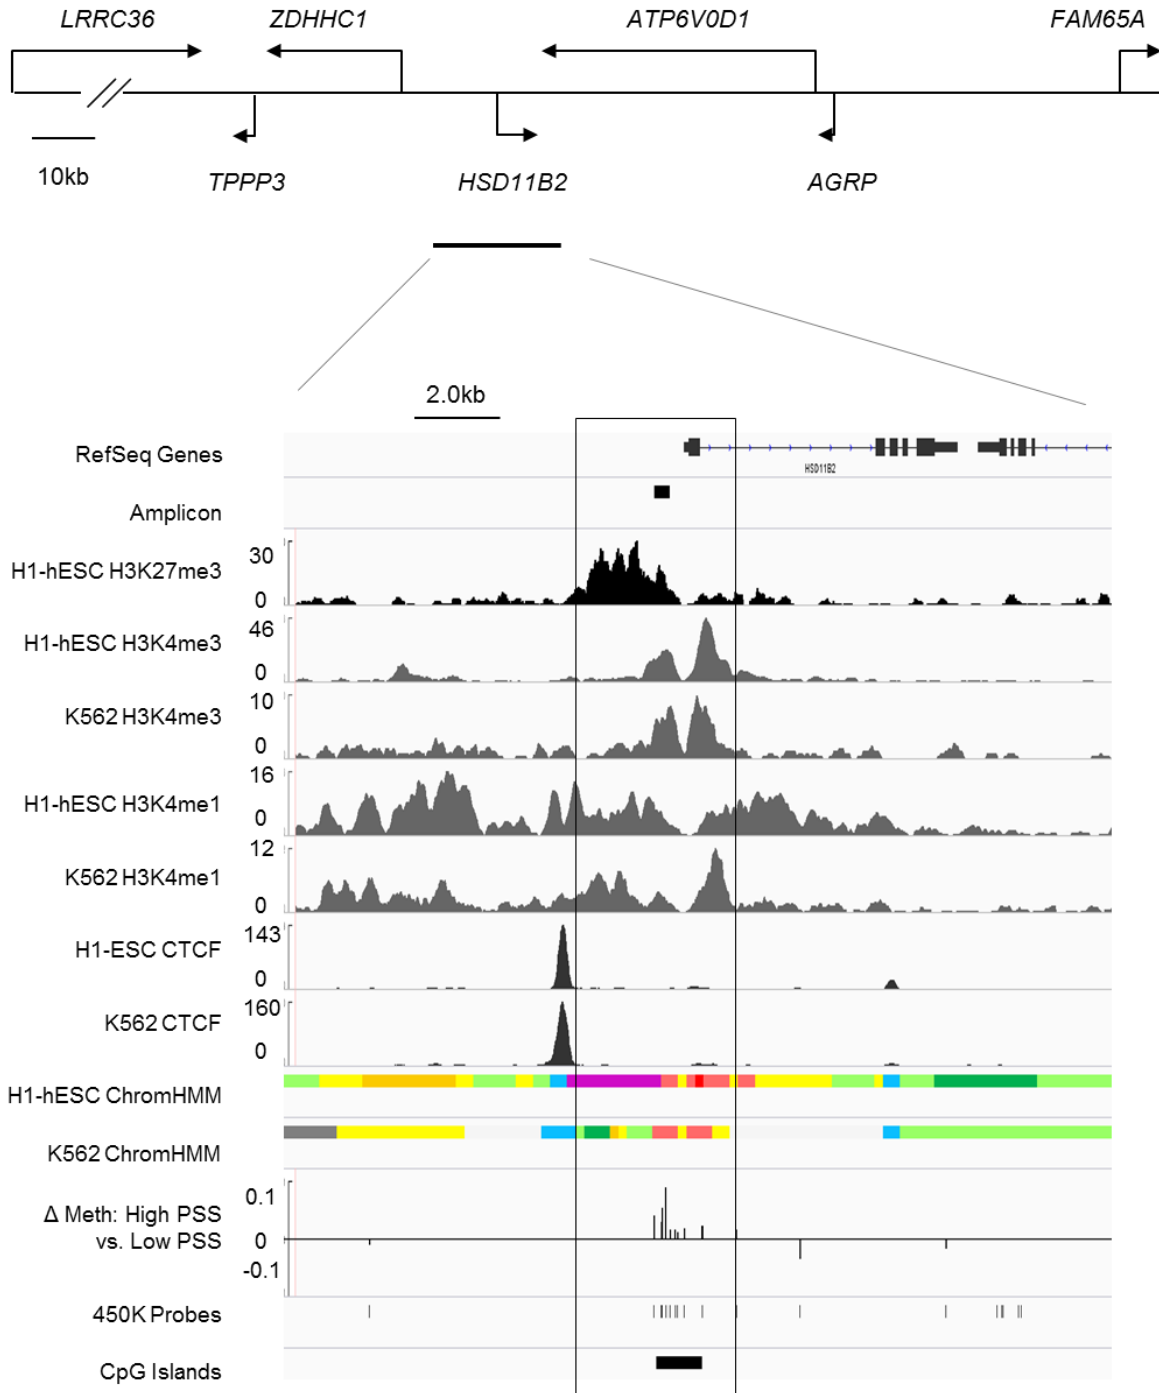 LRRC36 ZDHHC1 ATP6V0D1 FAM65A
10kb TPPP3 HSD11B2 AGRP
2.0kb
RefSeq Genes
HSD11B2
Amplicon
H1-hESC H3K27me3 30 0
H1-hESC H3K4me3 46 0
K562 H3K4me3 10 0
H1-hESC H3K4me1 16 0
K562 H3K4me1 12 0
H1-ESC CTCF 143 0
K562 CTCF 160 0
H1-hESC ChromHMM
K562 ChromHMM
Δ Meth: High PSS
vs. Low PSS
0.1
0
-0.1
450K Probes
CpG Islands